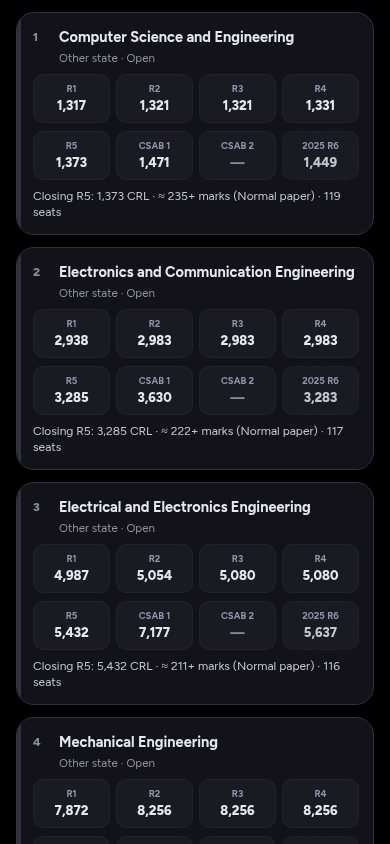 1 Computer Science and Engineering
Other state · Open
R1 R2 R3 R4
1,317 1,321 1,321 1,331
R5 CSAB 1 CSAB 2 2025 R6
1,373 1,471 — 1,449
Closing R5: 1,373 CRL · ≈ 235+ marks (Normal paper) · 119
seats
2 Electronics and Communication Engineering
Other state · Open
R1 R2 R3 R4
2,938 2,983 2,983 2,983
R5 CSAB 1 CSAB 2 2025 R6
3,285 3,630 — 3,283
Closing R5: 3,285 CRL · ≈ 222+ marks (Normal paper) · 117
seats
3 Electrical and Electronics Engineering
Other state · Open
R1 R2 R3 R4
4,987 5,054 5,080 5,080
R5 CSAB 1 CSAB 2 2025 R6
5,432 7,177 — 5,637
Closing R5: 5,432 CRL · ≈ 211+ marks (Normal paper) · 116
seats
4 Mechanical Engineering
Other state · Open
R1 R2 R3 R4
7,872 8,256 8,256 8,256